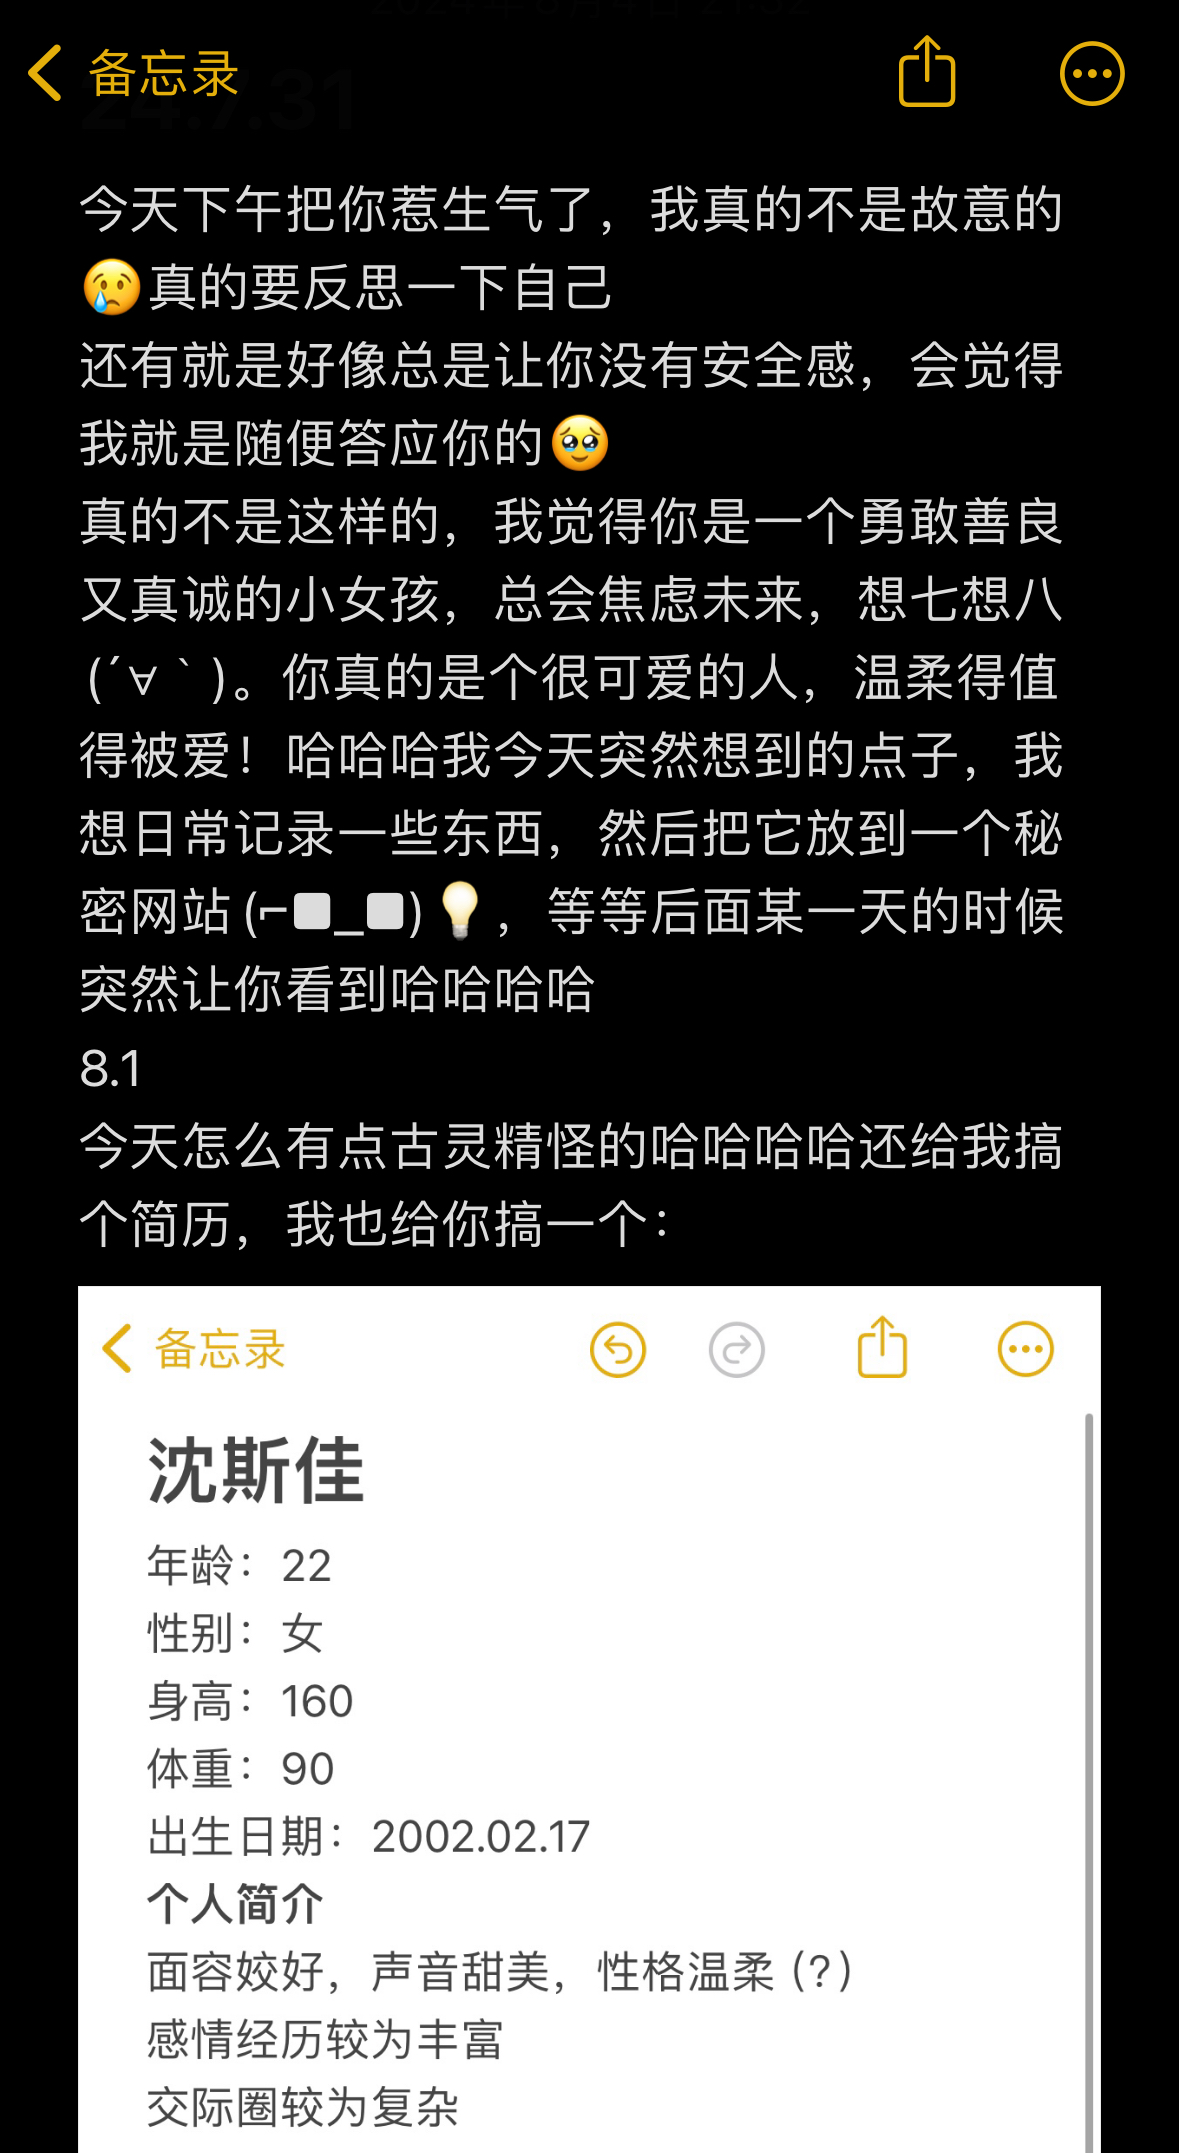 备忘录
24.7.31
今天下午把你惹生气了，我真的不是故意的
😢真的要反思一下自己
还有就是好像总是让你没有安全感，会觉得
我就是随便答应你的🥹
真的不是这样的，我觉得你是一个勇敢善良
又真诚的小女孩，总会焦虑未来，想七想八
(´∀｀)。你真的是个很可爱的人，温柔得值
得被爱！哈哈哈我今天突然想到的点子，我
想日常记录一些东西，然后把它放到一个秘
密网站(⌐■_■)💡，等等后面某一天的时候
突然让你看到哈哈哈哈
8.1
今天怎么有点古灵精怪的哈哈哈哈还给我搞
个简历，我也给你搞一个：
备忘录
沈斯佳
年龄：22
性别：女
身高：160
体重：90
出生日期：2002.02.17
个人简介
面容姣好，声音甜美，性格温柔（?）
感情经历较为丰富
交际圈较为复杂